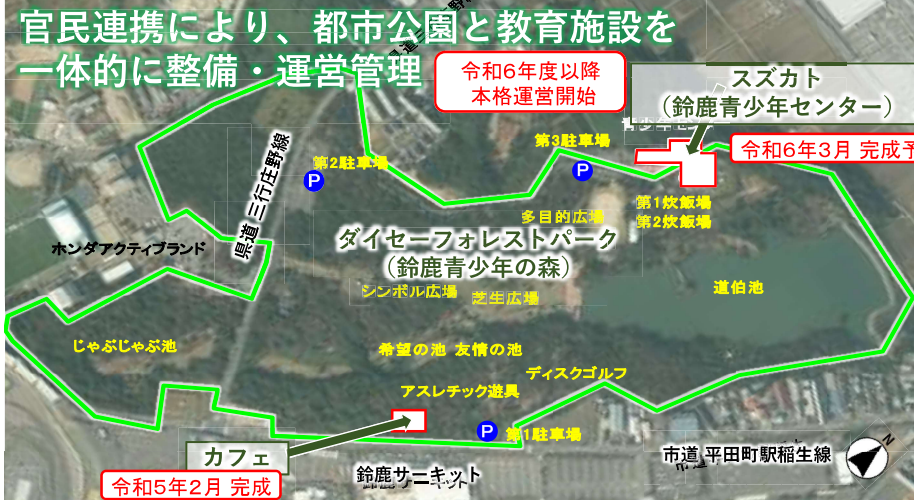 官民連携により、都市公園と教育施設を
一体的に整備・運営管理
令和6年度以降
本格運営開始
スズカト
（鈴鹿青少年センター）
令和6年3月 完成予
第3駐車場
第2駐車場
P
P
県道 三行庄野線
第1炊飯場
第2炊飯場
多目的広場
ホンダアクティブランド
ダイセーフォレストパーク
（鈴鹿青少年の森）
シンボル広場
芝生広場
道伯池
じゃぶじゃぶ池
希望の池 友情の池
ディスクゴルフ
アスレチック遊具
P
第1駐車場
カフェ
令和5年2月 完成
鈴鹿サーキット
市道 平田町駅稲生線
N